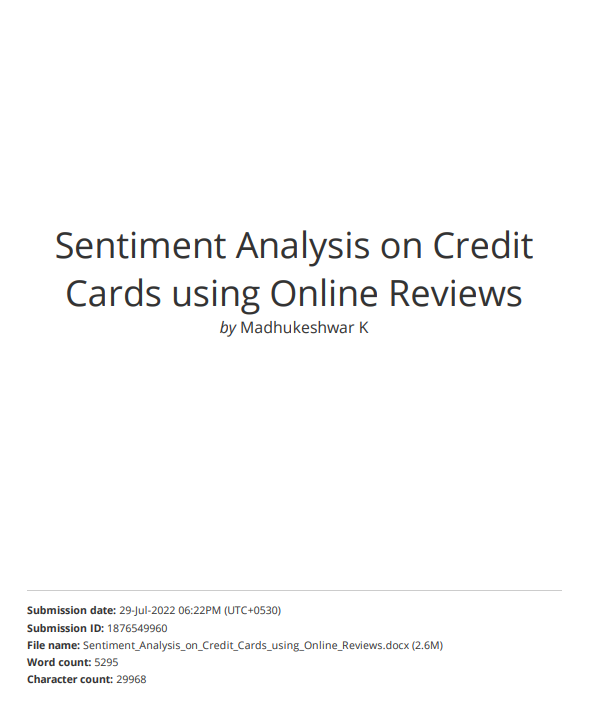 Sentiment Analysis on Credit
Cards using Online Reviews
by Madhukeshwar K
Submission date: 29-Jul-2022 06:22PM (UTC+0530)
Submission ID: 1876549960
File name: Sentiment_Analysis_on_Credit_Cards_using_Online_Reviews.docx (2.6M)
Word count: 5295
Character count: 29968